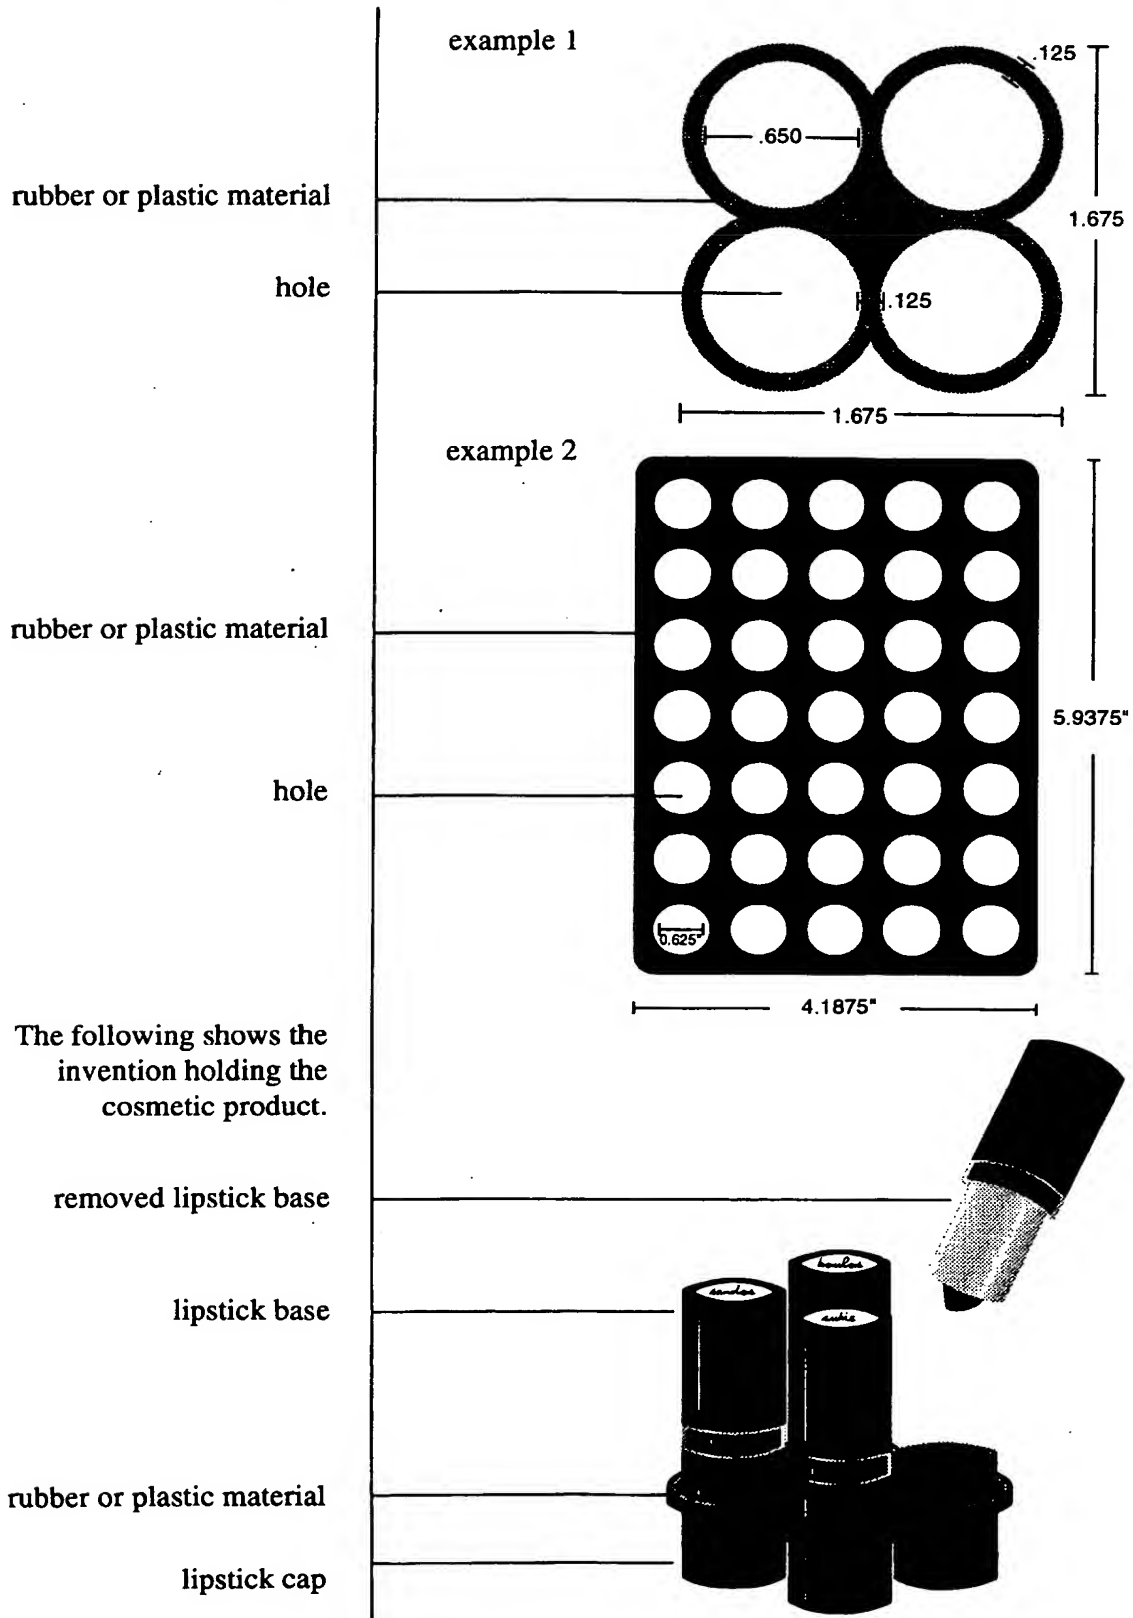 example 1
.125
.650
rubber or plastic material
1.675
hole
.125
1.675
example 2
rubber or plastic material
5.9375"
hole
0.625"
4.1875"
The following shows the
invention holding the
cosmetic product.
removed lipstick base
lipstick base
rubber or plastic material
lipstick cap